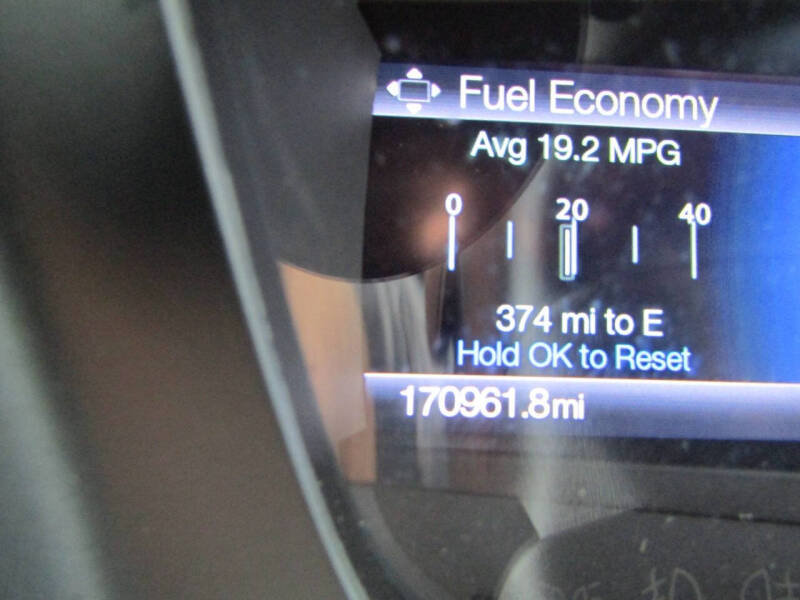 Fuel Economy
Avg 19.2 MPG
0 20 40
374 mi to E
Hold OK to Reset
170961.8mi